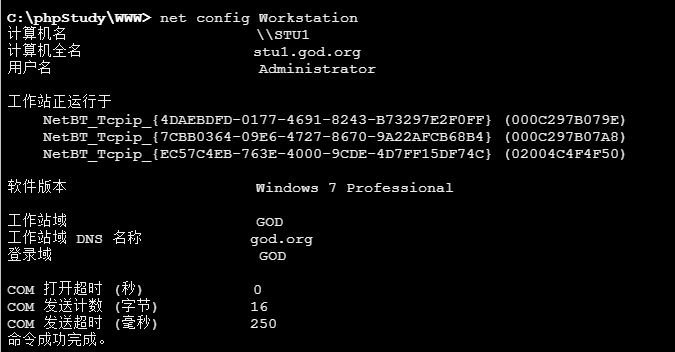 C:\phpStudy\WWW> net config Workstation
计算机名 \\STU1
计算机全名 stu1.god.org
用户名 Administrator
工作站正运行于
NetBT_Tcpip_{4DAEBDFD-0177-4691-8243-B73297E2F0FF} (000C297B079E)
NetBT_Tcpip_{7CBB0364-09E6-4727-8670-9A22AFCB68B4} (000C297B07A8)
NetBT_Tcpip_{EC57C4EB-763E-4000-9CDE-4D7FF15DF74C} (02004C4F4F50)
软件版本 Windows 7 Professional
工作站域 GOD
工作站域 DNS 名称 god.org
登录域 GOD
COM 打开超时 (秒) 0
COM 发送计数 (字节) 16
COM 发送超时 (毫秒) 250
命令成功完成。